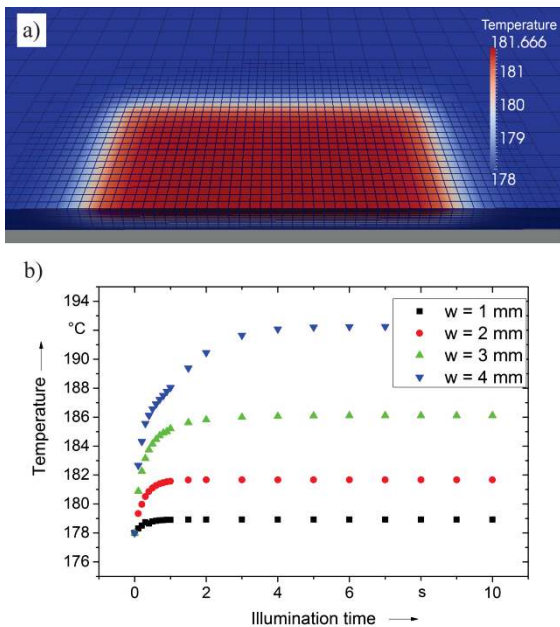 a)
Temperature
181.666
181
180
179
178
b)
194
°C
192
190
188
186
184
182
180
178
176
Temperature
w = 1 mm
w = 2 mm
w = 3 mm
w = 4 mm
0 2 4 6 8 s 10
Illumination time